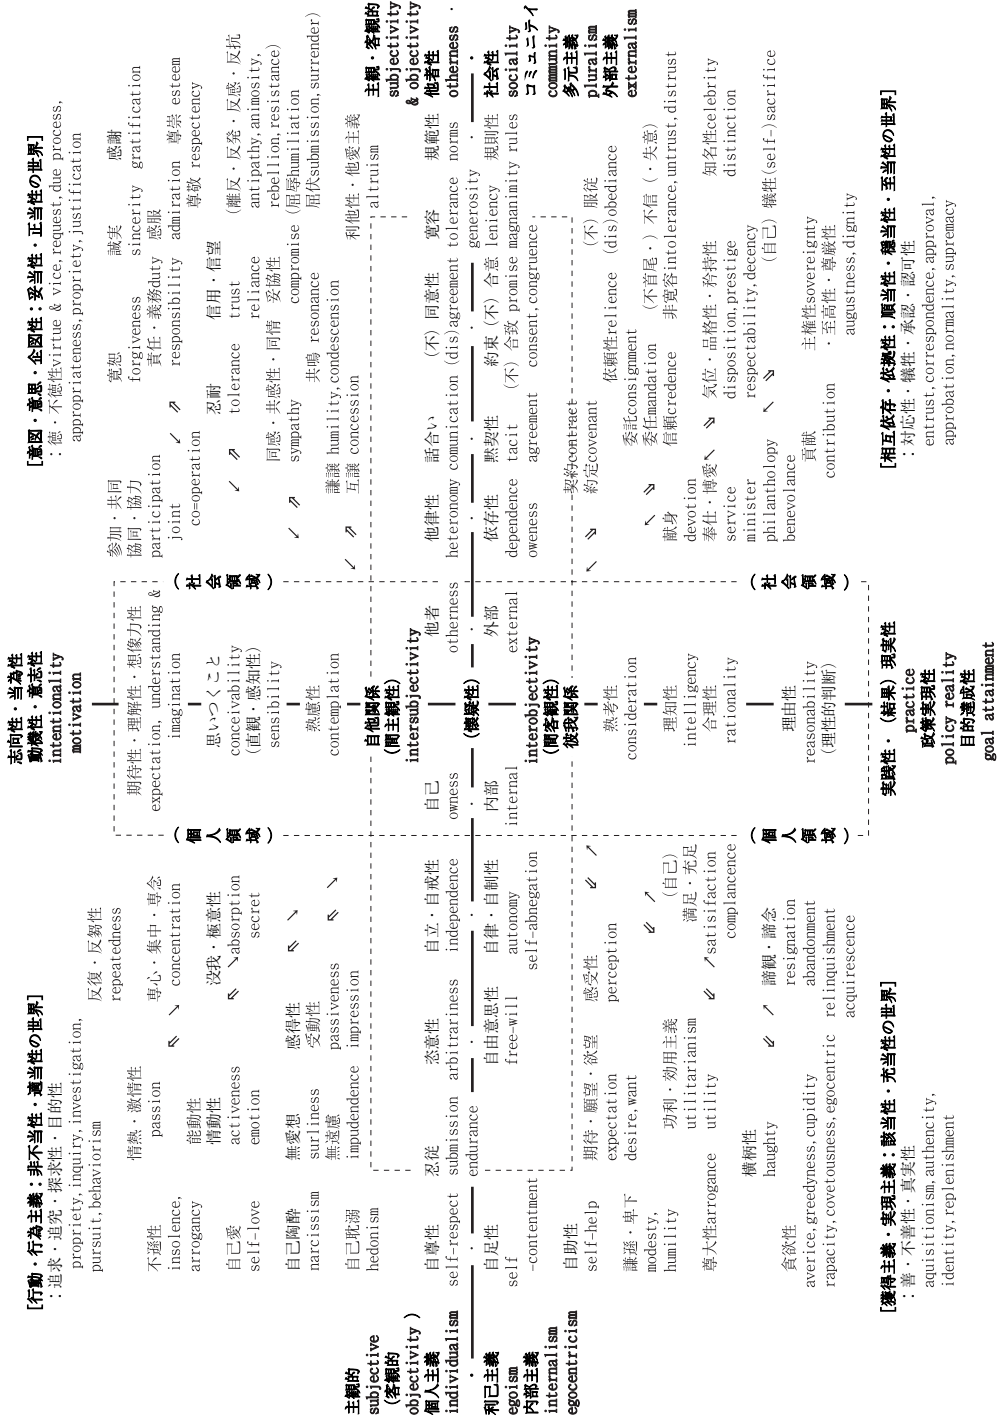 志向性・当為性
動機性・意志性
intentionality
motivation
[行動・行為主義：非不当性・適当性の世界]
：追求・追究・探求性・目的性
propriety, inquiry, investigation,
pursuit, behaviorism
[意図・意思・企図性：妥当性・正当性の世界]
：徳・不徳性virtue & vice, request, due process,
appropriateness, propriety, justification
反復・反芻性
repeatedness
不遜性
insolence,
arrogancy
情熱・激情性
passion
専心・集中・専念
concentration
期待性・理解性・想像力性
expectation, understanding &
imagination
参加・共同
協同・協力
participation
joint
co=operation
寛恕
forgiveness
責任・義務duty
responsibility
誠実
sincerity
感服
admiration
感謝
gratification
尊崇 esteem
尊敬 respectency
⇖ ↘
↙ ⇗
（個人領域）
（社会領域）
自己愛
self-love
能動性
情動性
activeness
emotion
没我・極意性
⇖ ↘absorption
secret
思いつくこと
conceivability
(直観・感知性)
sensibility
忍耐
tolerance
信用・信望
trust
reliance
(離反・反発・反感・反抗
antipathy, animosity,
rebellion, resistance)
↙ ⇗
自己陶酔
narcissism
無愛想
surliness
無遠慮
impudendence
感得性
受動性
passiveness
impression
⇖ ↘
⇖ ↘
熟慮性
contemplation
同感・共感性・同情
sympathy
妥協性
compromise
(屈辱humiliation
屈伏submission, surrender)
共鳴 resonance
↙ ⇗
謙譲 humility, condescension
互譲 concession
↙ ⇗
利他性・他愛主義
altruism
自己耽溺
hedonism
主観的
subjective
(客観的
objectivity )
個人主義
individualism
・
利己主義
egoism
内部主義
internalism
egocentricism
自他関係
(間主観性)
intersubjectivity
主観・客観的
subjectivity
& objectivity
他者性
otherness ・
社会性
sociality
コミュニテイ
community
多元主義
pluralism
外部主義
externalism
自尊性
self-respect
忍従
submission
endurance
恣意性
arbitrariness
自立・自戒性
independence
自己
owness
他者
otherness
他律性
heteronomy
話合い
comunication
(不) 同意性
(dis)agreement
寛容
tolerance
generosity
規範性
norms
(懐疑性)
自足性
self
-contentment
自由意思性
free-will
自律・自制性
autonomy
self-abnegation
内部
internal
外部
external
依存性
dependence
oweness
黙契性
tacit
agreement
約束 (不) 合意
(不) 合致 promise
consent, congruence
leniency
magnanimity
規則性
rules
interobjectivity
(間客観性)
彼我関係
自助性
self-help
期待・願望・欲望
expectation
desire, want
感受性
perception
⇙ ↗
熟考性
consideration
契約contract
約定covenant
↖ ⇘
依頼性relience
(不) 服従
(dis)obediance
謙遜・卑下
modesty,
humility
功利・効用主義
utilitarianism
utility
⇙ ↗
(自己)
満足・充足
satisifaction
complancence
⇙ ↗
理知性
intelligency
合理性
rationality
↖ ⇘
献身
devotion
委託consignment
委任mandation
信頼credence
(不首尾・) 不信 (・失意)
非寛容intolerance, untrust, distrust
尊大性arrogance
横柄性
haughty
奉仕・博愛↖ ⇘
service
minister
philanthology
benevolance
気位・品格性・矜持性
disposition, prestige
respectability, decency
知名性celebrity
distinction
↖ ⇘
(自己) 犠牲(self-)sacrifice
（個人領域）
（社会領域）
貪欲性
averice, greedyness, cupidity
rapacity, covetousness, egocentric
⇙ ↗
諦観・諦念
resignation
abandonment
relinquishment
acquirescence
理由性
reasonability
(理性的判断)
貢献
contribution
主権性sovereignty
・至高性・尊厳性
augustness, dignity
[獲得主義・実現主義：該当性・充当性の世界]
：善・不善性・真実性
aquisitionism, authencity,
identity, replenishment
実践性・ (結果) 現実性
practice
政策実現性
policy reality
目的達成性
goal attainment
[相互依存・依拠性：順当性・穏当性・至当性の世界]
：対応性・犠牲・承認・認可性
entrust, correspondence, approval,
approbation, normality, supremacy